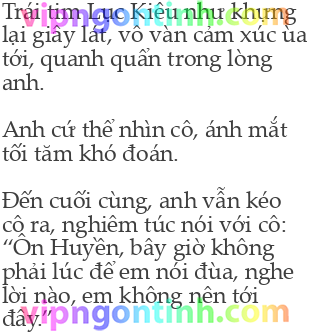 vipngontinh.com
Trái tim Lục Kiêu như khựng
lại giây lát, vô vàn cảm xúc ùa
tới, quanh quẩn trong lòng
anh.
Anh cứ thể nhìn cô, ánh mắt
tối tăm khó đoán.
Đến cuối cùng, anh vẫn kéo
cô ra, nghiêm túc nói với cô:
“Ôn Huyền, bây giờ không
phải lúc để em nói đùa, nghe
lời nào, em không nên tới
đây.”
vipngontinh.com